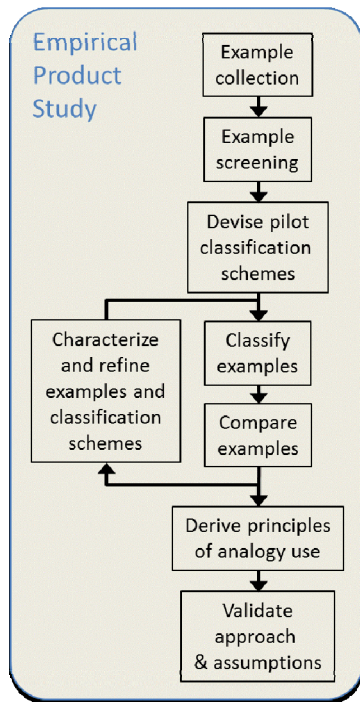 Empirical
Product
Study
Example
collection
Example
screening
Devise pilot
classification
schemes
Characterize
and refine
examples and
classification
schemes
Classify
examples
Compare
examples
Derive principles
of analogy use
Validate
approach
& assumptions